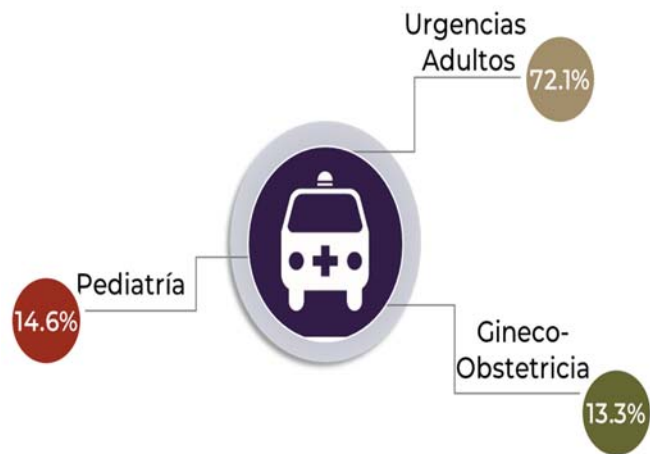 Urgencias
Adultos
72.1%
Pediatría
14.6%
Gineco-
Obstetricia
13.3%